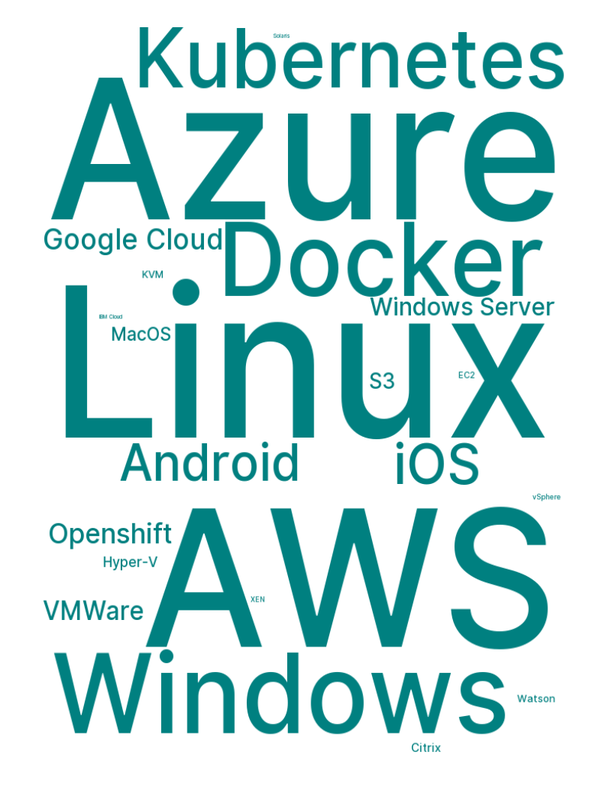 Solaris
Kubernetes
Azure
Google Cloud
Docker
KVM
Windows Server
Linux
IBM Cloud
MacOS
S3
EC2
Android
iOS
vSphere
Openshift
AWS
Hyper-V
XEN
VMWare
Windows
Watson
Citrix